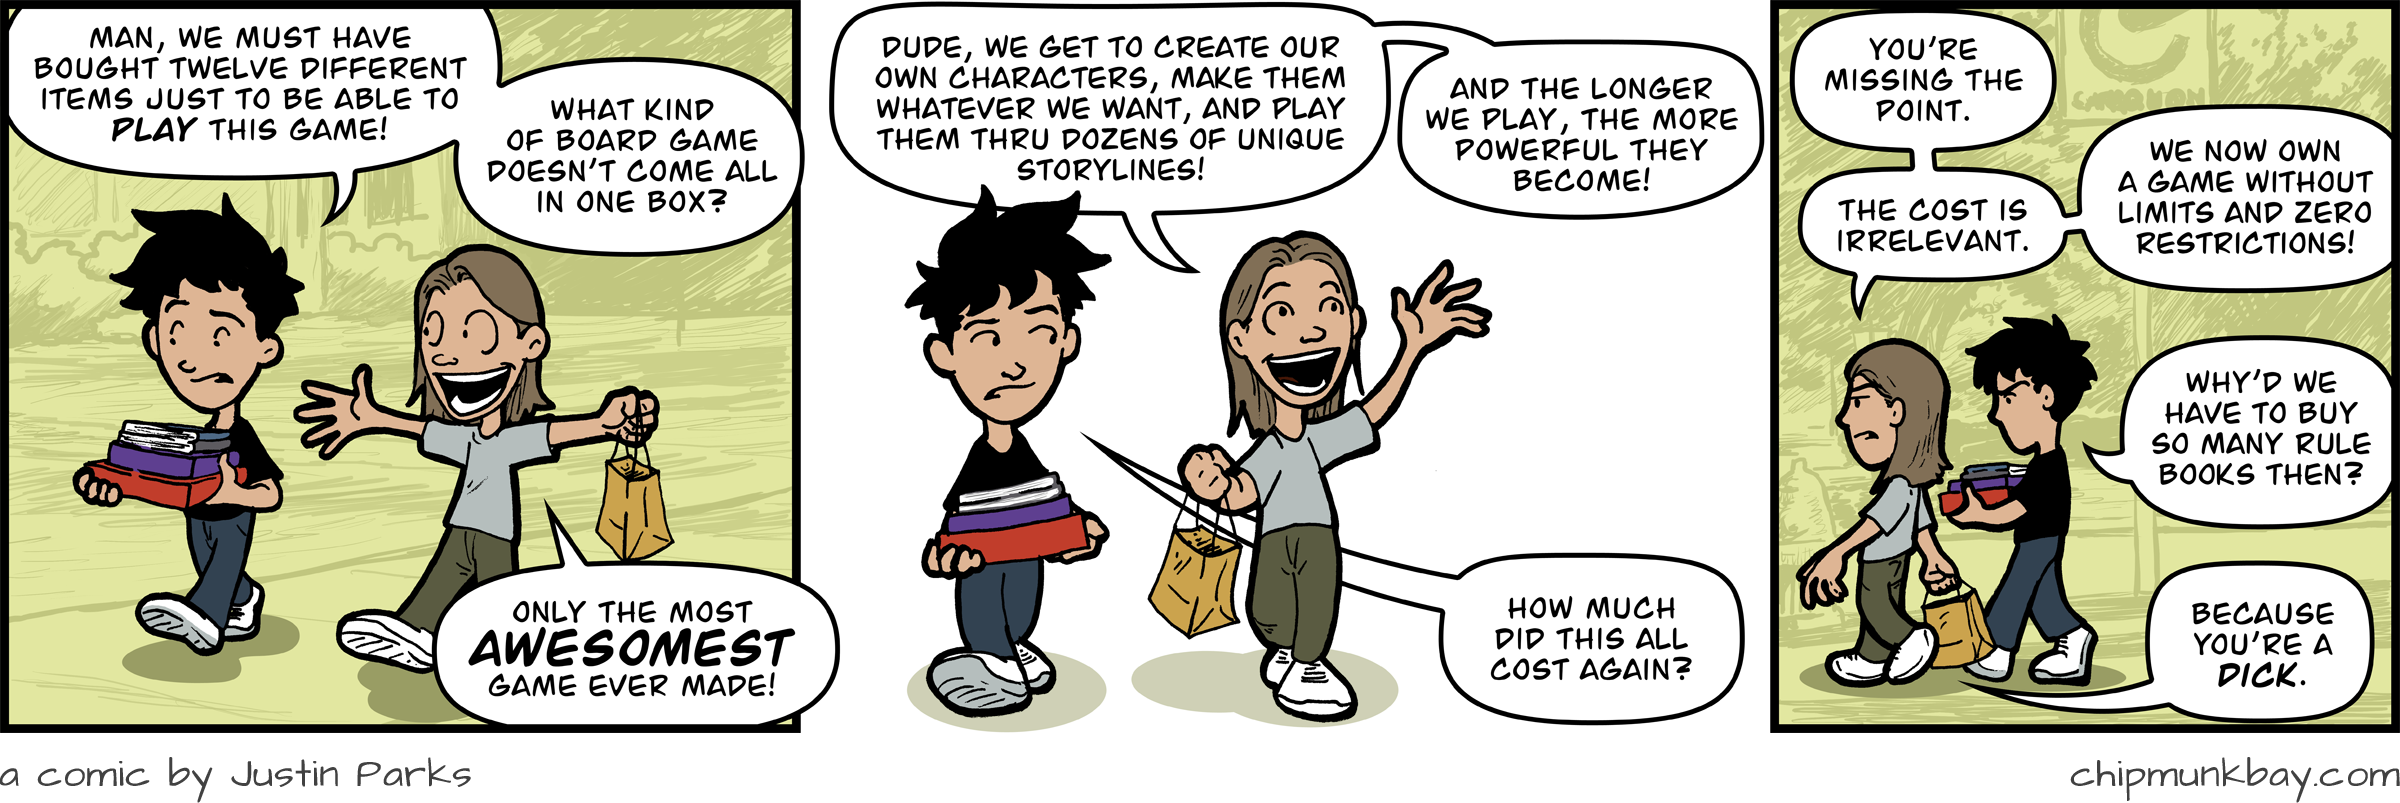 MAN, WE MUST HAVE
BOUGHT TWELVE DIFFERENT
ITEMS JUST TO BE ABLE TO
PLAY THIS GAME!
WHAT KIND
OF BOARD GAME
DOESN'T COME ALL
IN ONE BOX?
ONLY THE MOST
AWESOMEST
GAME EVER MADE!
DUDE, WE GET TO CREATE OUR
OWN CHARACTERS, MAKE THEM
WHATEVER WE WANT, AND PLAY
THEM THRU DOZENS OF UNIQUE
STORYLINES!
AND THE LONGER
WE PLAY, THE MORE
POWERFUL THEY
BECOME!
HOW MUCH
DID THIS ALL
COST AGAIN?
YOU'RE
MISSING THE
POINT.
THE COST IS
IRRELEVANT.
WE NOW OWN
A GAME WITHOUT
LIMITS AND ZERO
RESTRICTIONS!
WHY'D WE
HAVE TO BUY
SO MANY RULE
BOOKS THEN?
BECAUSE
YOU'RE A
DICK.
a comic by Justin Parks
chipmunkbay.com